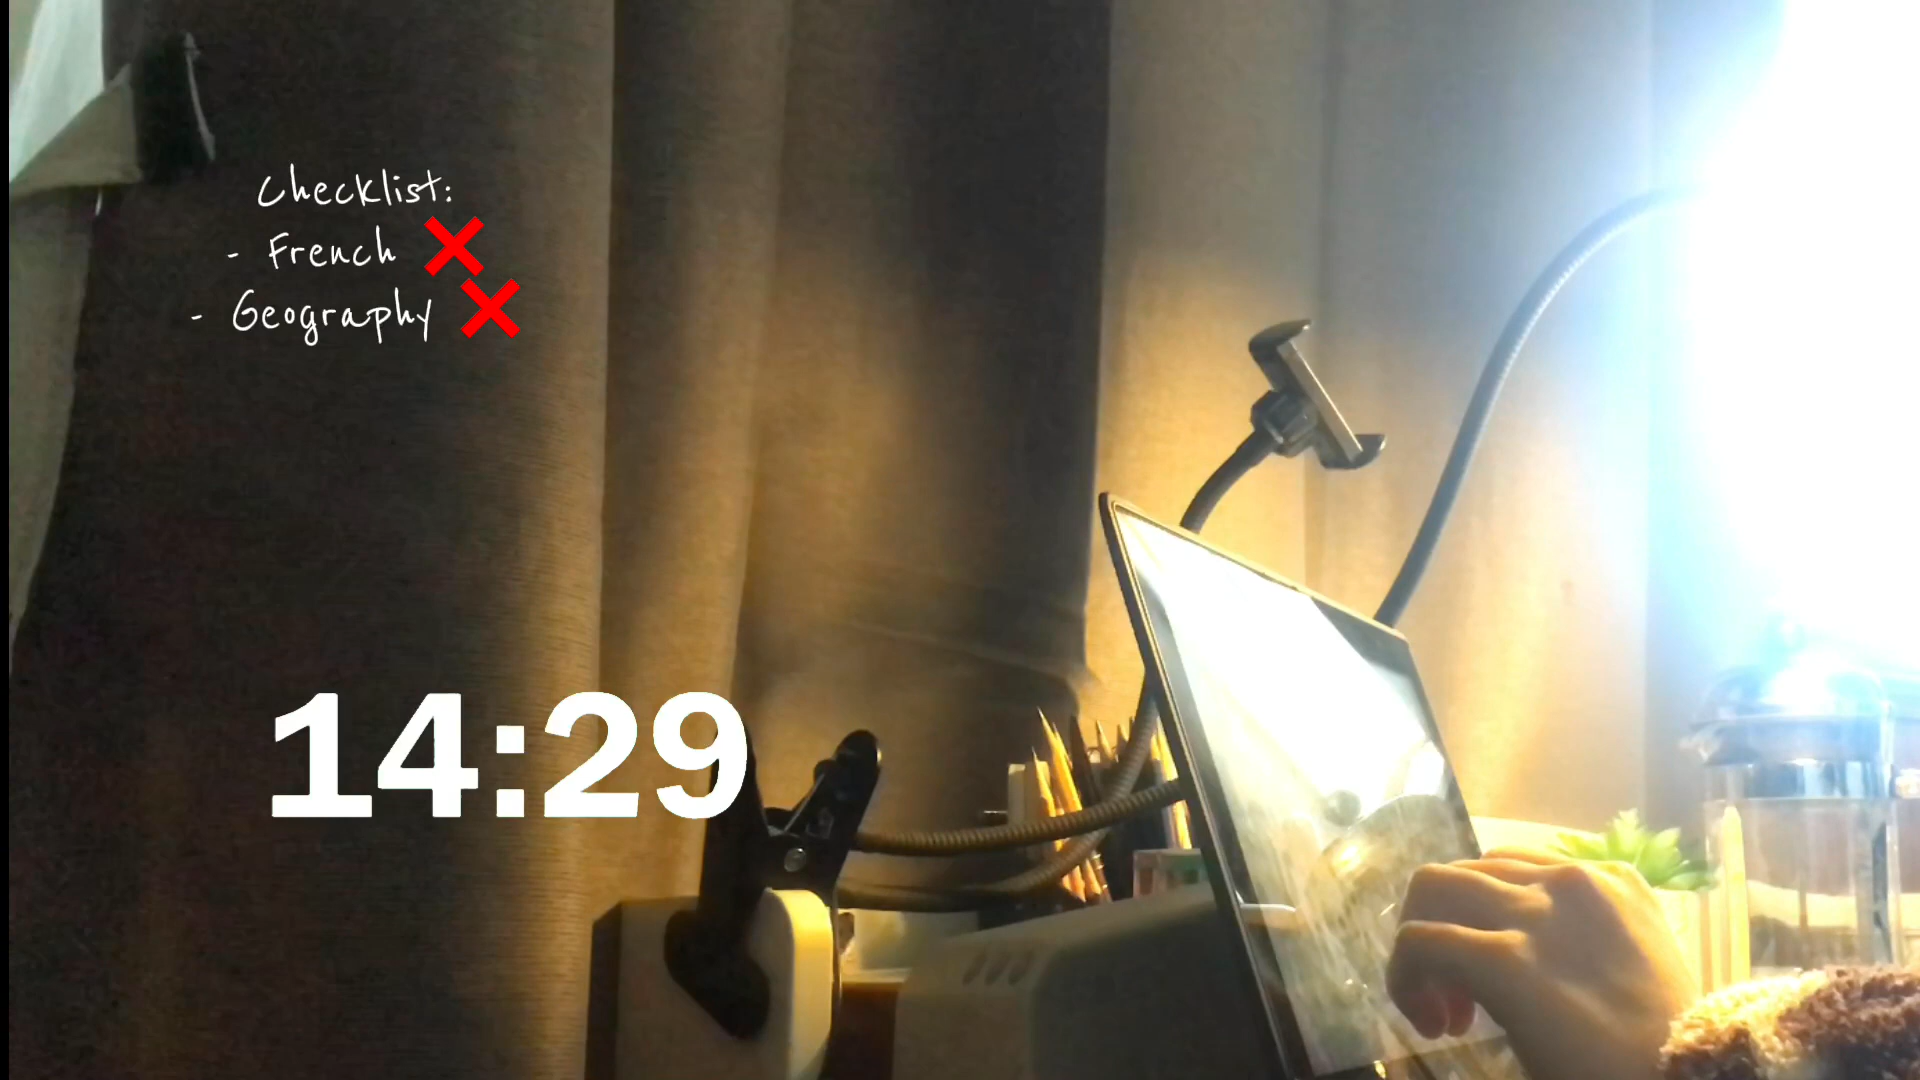 Checklist:
- French ❌
- Geography ❌
14:29